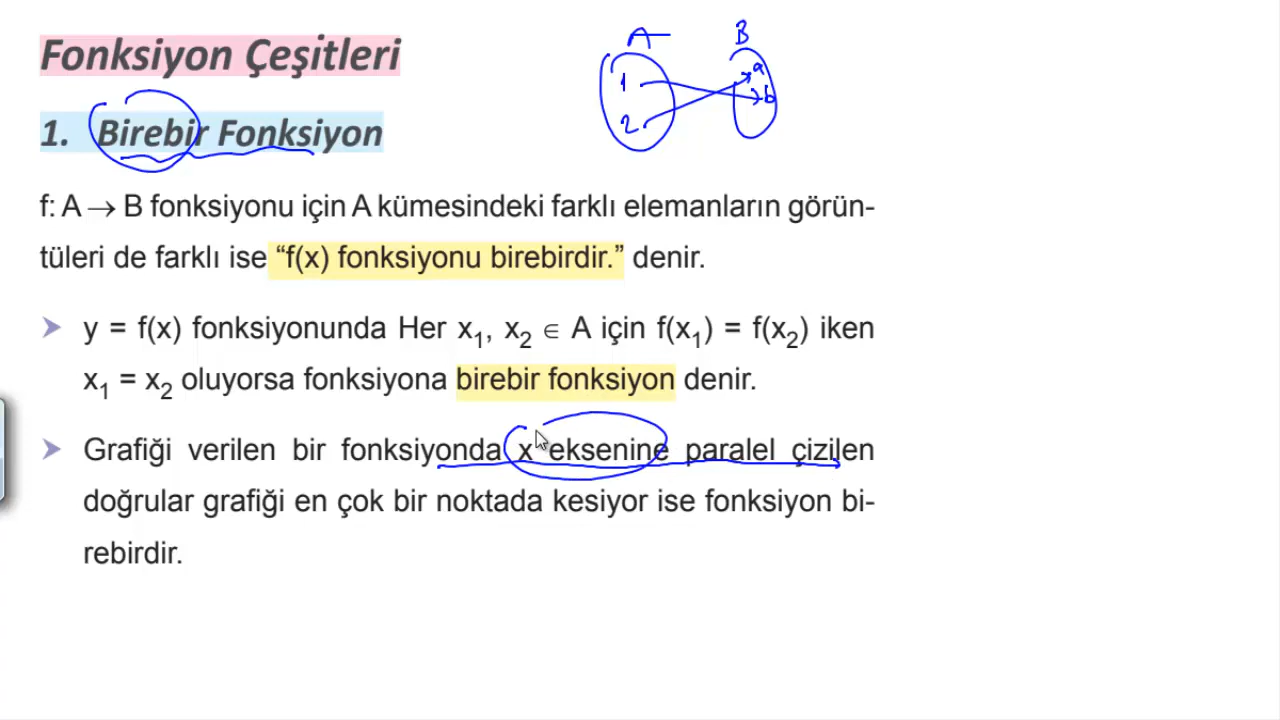 Fonksiyon Çeşitleri
A B
1 a
2 b
1. Birebir Fonksiyon
f: A → B fonksiyonu için A kümesindeki farklı elemanların görün-
tüleri de farklı ise “f(x) fonksiyonu birebirdir.” denir.
➤ y = f(x) fonksiyonunda Her x₁, x₂ ∈ A için f(x₁) = f(x₂) iken
x₁ = x₂ oluyorsa fonksiyona birebir fonksiyon denir.
➤ Grafiği verilen bir fonksiyonda x eksenine paralel çizilen
doğrular grafiği en çok bir noktada kesiyor ise fonksiyon bi-
rebirdir.